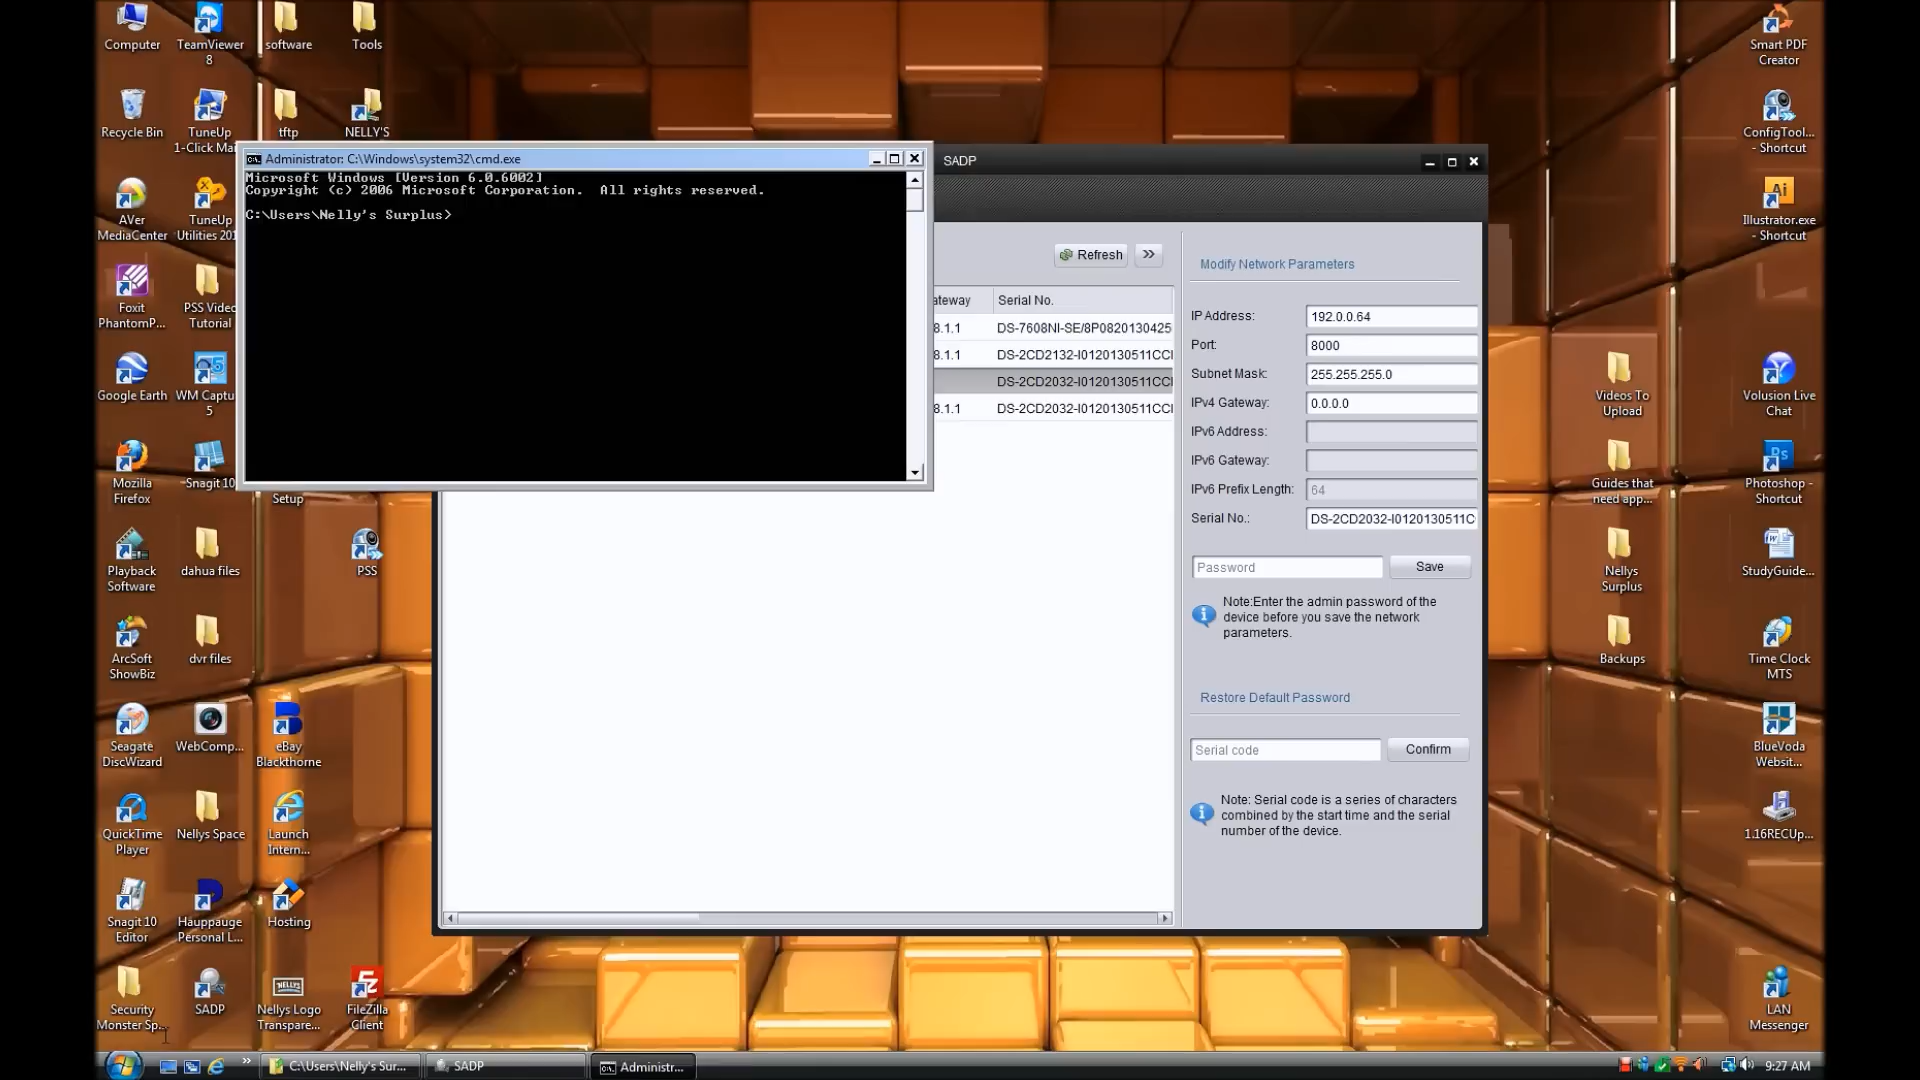 Computer
TeamViewer
8
software
Tools
Recycle Bin
TuneUp
1-Click Mai
tftp
NELLY'S
AVer
MediaCenter
TuneUp
Utilities 201
Foxit
PhantomP...
PSS Video
Tutorial
Google Earth
WM Captu
5
Mozilla
Firefox
Snagit 10
Setup
Playback
Software
dahua files
PSS
ArcSoft
ShowBiz
dvr files
Seagate
DiscWizard
WebComp...
eBay
Blackthorne
QuickTime
Player
Nellys Space
Launch
Intern...
Snagit 10
Editor
Hauppauge
Personal L...
Hosting
Security
Monster Sp...
SADP
Nellys Logo
Transpare...
FileZilla
Client
Administrator: C:\Windows\system32\cmd.exe
Microsoft Windows [Version 6.0.6002]
Copyright (c) 2006 Microsoft Corporation.  All rights reserved.
C:\Users\Nelly's Surplus>
SADP
Refresh
ateway
Serial No.
8.1.1
DS-7608NI-SE/8P0820130425
8.1.1
DS-2CD2132-I0120130511CCI
DS-2CD2032-I0120130511CCI
8.1.1
DS-2CD2032-I0120130511CCI
Modify Network Parameters
IP Address: 192.0.0.64
Port: 8000
Subnet Mask: 255.255.255.0
IPv4 Gateway: 0.0.0.0
IPv6 Address:
IPv6 Gateway:
IPv6 Prefix Length: 64
Serial No.: DS-2CD2032-I0120130511C
Password
Save
Note:Enter the admin password of the
device before you save the network
parameters.
Restore Default Password
Serial code
Confirm
Note: Serial code is a series of characters
combined by the start time and the serial
number of the device.
Smart PDF
Creator
ConfigTool...
- Shortcut
Ai
Illustrator.exe
- Shortcut
Videos To
Upload
Volusion Live
Chat
Guides that
need app...
Ps
Photoshop -
Shortcut
Nellys
Surplus
StudyGuide...
Backups
Time Clock
MTS
BlueVoda
Websit...
1.16RECUp...
LAN
Messenger
C:\Users\Nelly's Sur...
SADP
Administr...
9:27 AM